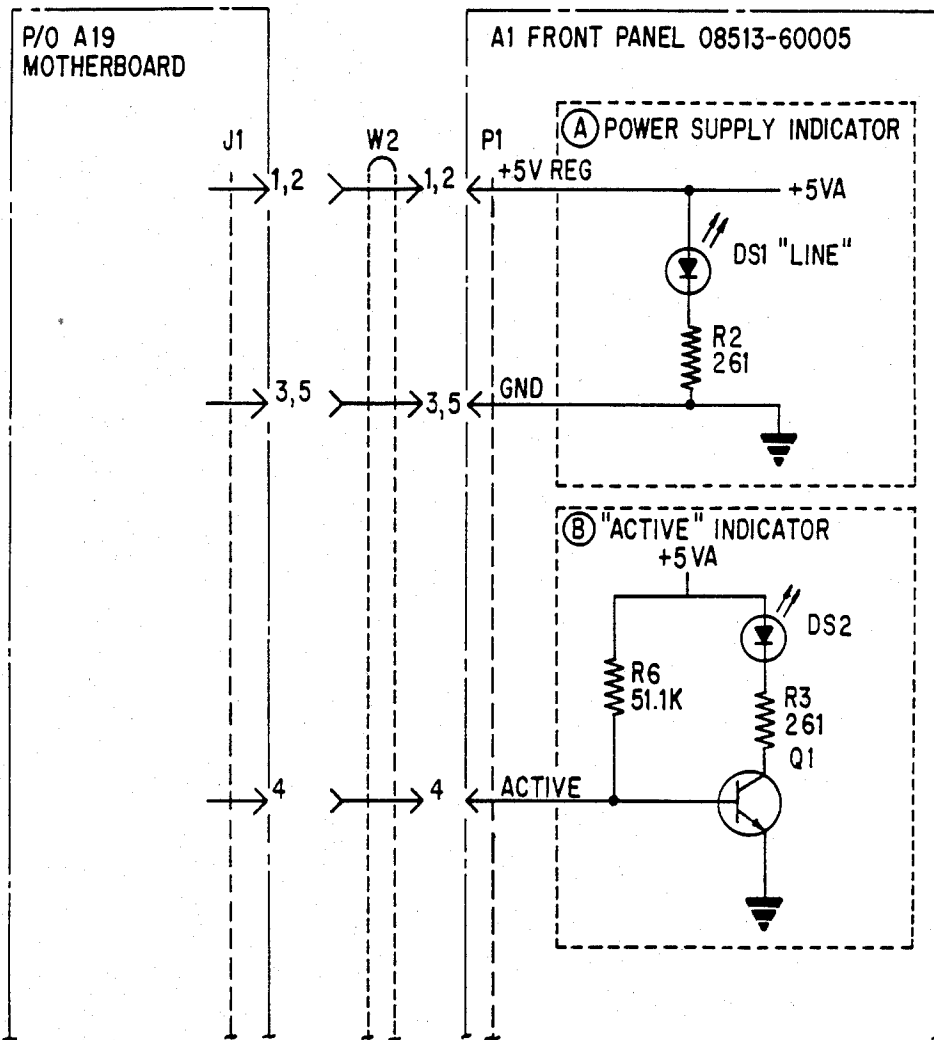 P/O A19
MOTHERBOARD
A1 FRONT PANEL 08513-60005
A POWER SUPPLY INDICATOR
J1
W2
P1
1,2
1,2
+5V REG
+5VA
DS1 "LINE"
R2
261
3,5
3,5
GND
B "ACTIVE" INDICATOR
+5VA
DS2
R6
51.1K
R3
261
Q1
4
4
ACTIVE